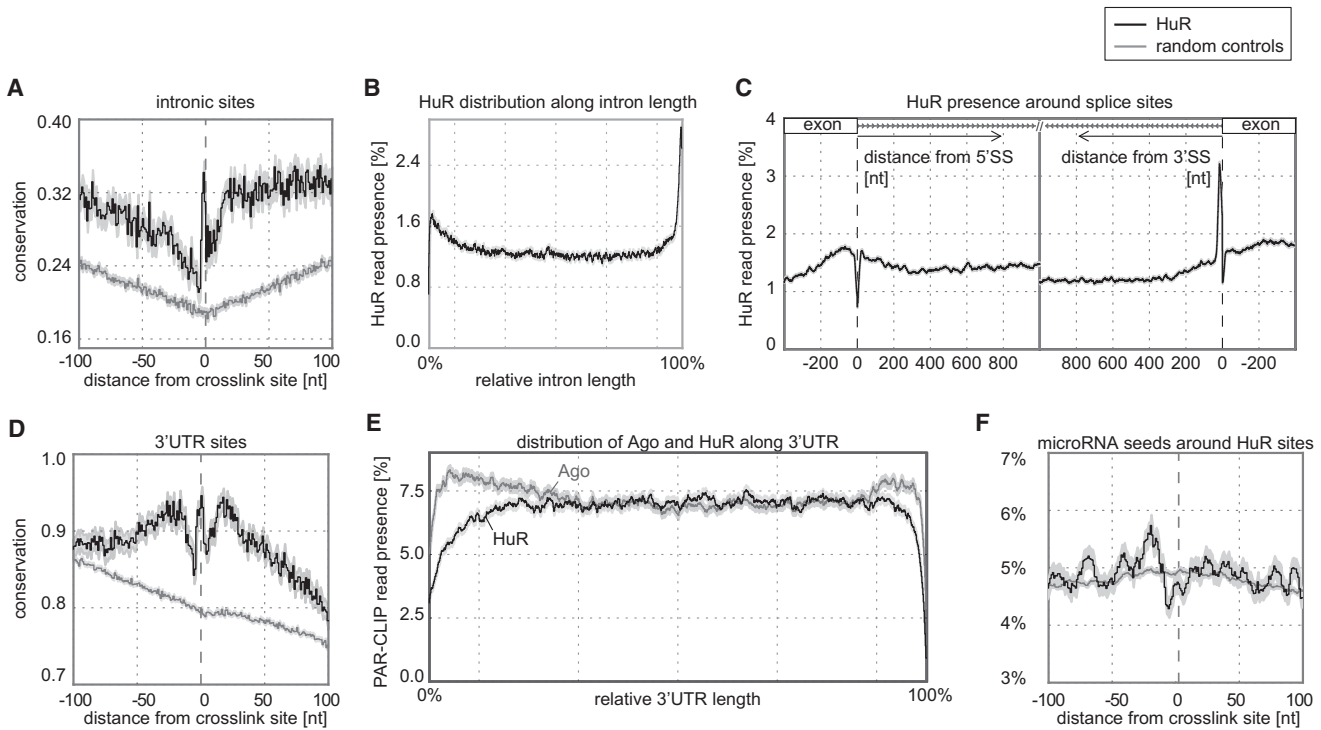 HuR
random controls
A
intronic sites
0.40
0.32
0.24
0.16
conservation
-100 -50 0 50 100
distance from crosslink site [nt]
B
HuR distribution along intron length
HuR read presence [%]
2.4
1.6
0.8
0.0
0% 100%
relative intron length
C
HuR presence around splice sites
HuR read presence [%]
4
3
2
1
0
exon // exon
distance from 5'SS
[nt]
distance from 3'SS
[nt]
-200 0 200 400 600 800 800 600 400 200 0 -200
D
3'UTR sites
1.0
0.9
0.8
0.7
conservation
-100 -50 0 50 100
distance from crosslink site [nt]
E
distribution of Ago and HuR along 3'UTR
PAR-CLIP read presence [%]
7.5
5.0
2.5
0.0
Ago
HuR
0% 100%
relative 3'UTR length
F
microRNA seeds around HuR sites
7%
6%
5%
4%
3%
-100 -50 0 50 100
distance from crosslink site [nt]